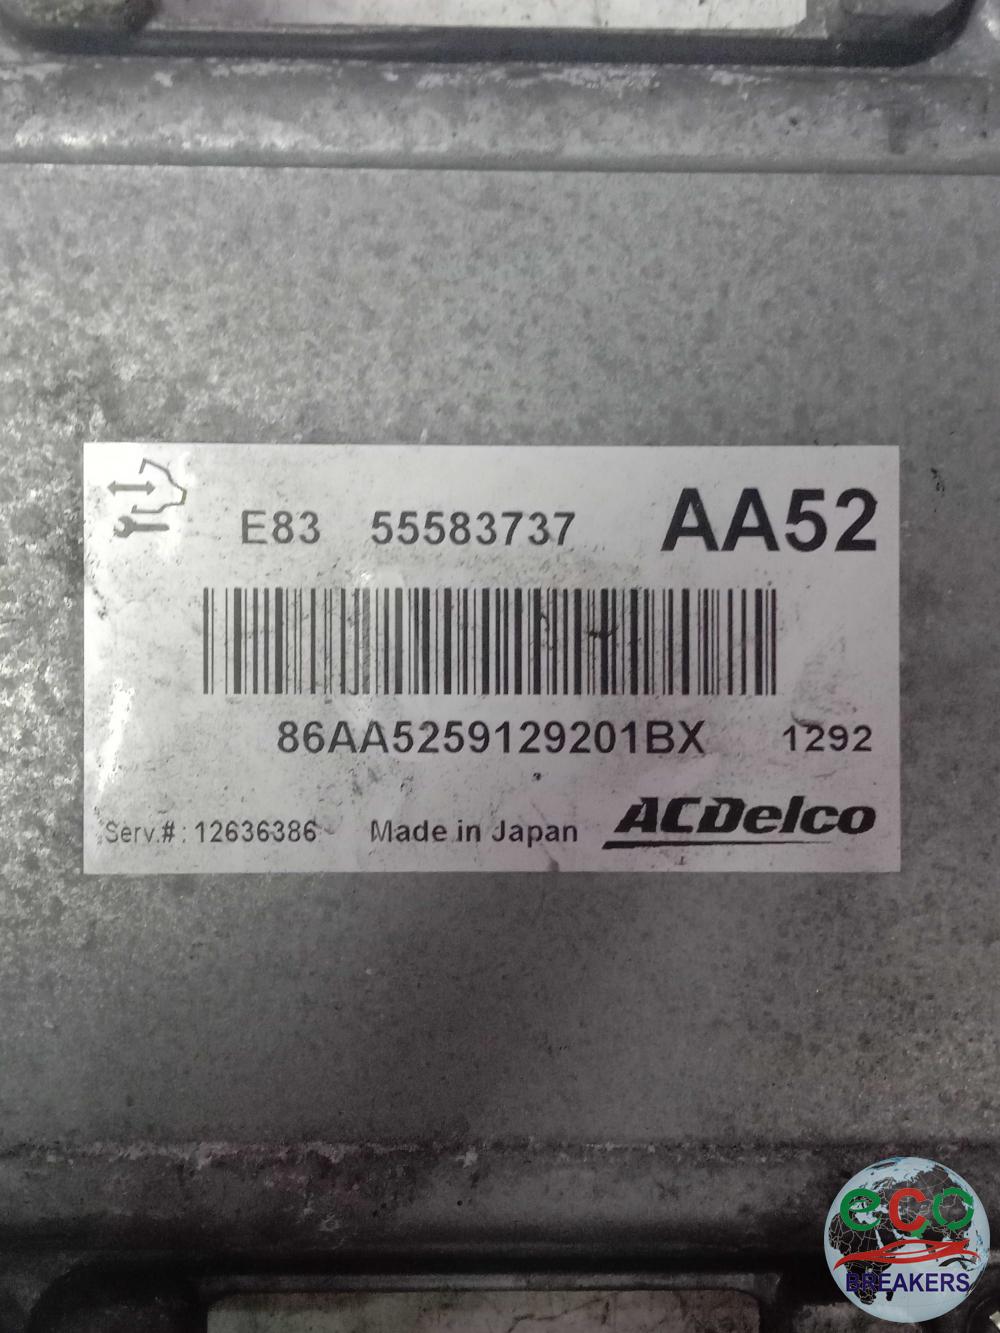 E83 55583737 AA52
86AA5259129201BX 1292
Serv.#: 12636386 Made in Japan ACDelco
eco
BREAKERS